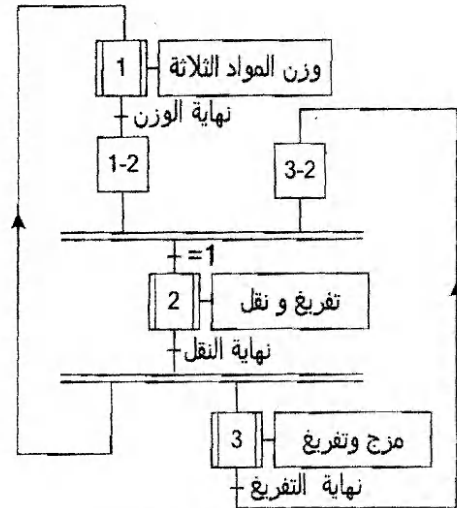 1
وزن المواد الثلاثة
نهاية الوزن
1-2
3-2
=1
2
تفريغ و نقل
نهاية النقل
3
مزج وتفريغ
نهاية التفريغ